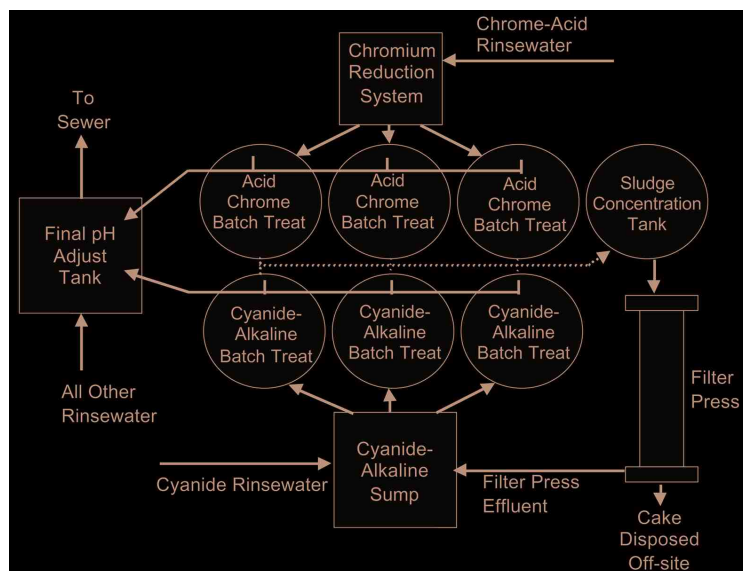 Chrome-Acid
Rinsewater
Chromium
Reduction
System
To
Sewer
Acid
Chrome
Batch Treat
Acid
Chrome
Batch Treat
Acid
Chrome
Batch Treat
Sludge
Concentration
Tank
Final pH
Adjust
Tank
Cyanide-
Alkaline
Batch Treat
Cyanide-
Alkaline
Batch Treat
Cyanide-
Alkaline
Batch Treat
Filter
Press
All Other
Rinsewater
Cyanide-
Alkaline
Sump
Cyanide Rinsewater
Filter Press
Effluent
Cake
Disposed
Off-site